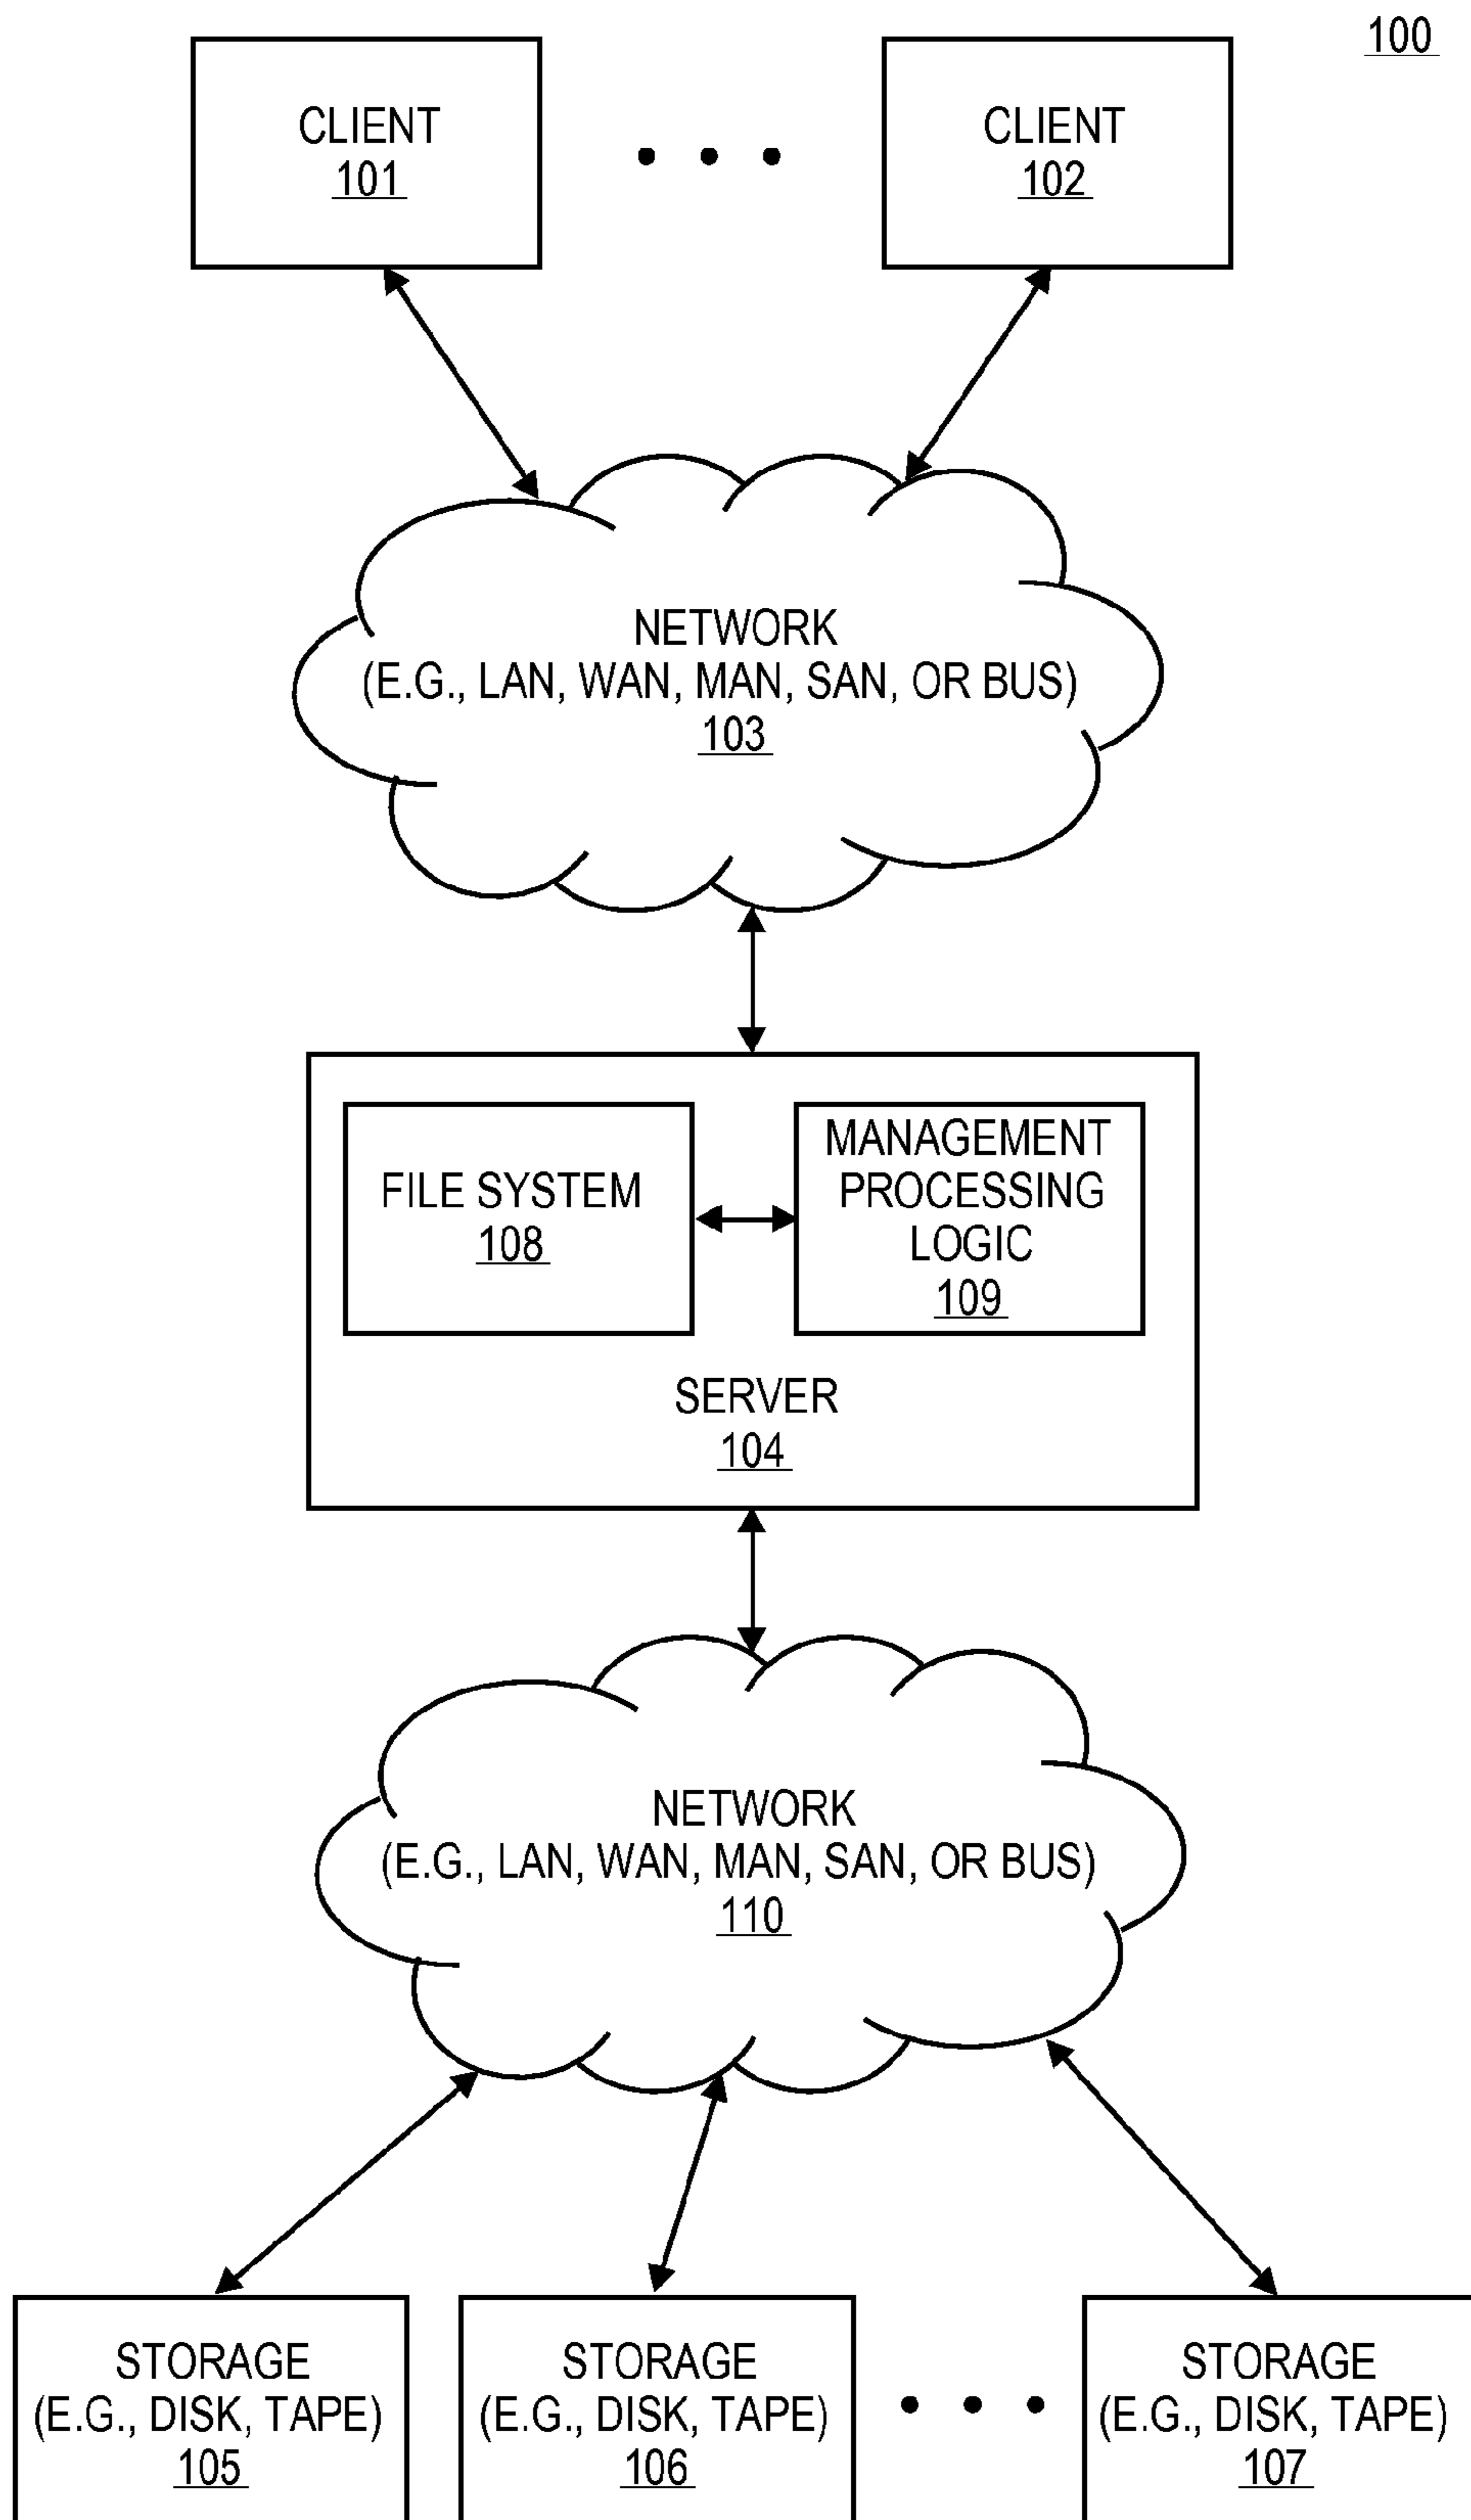 100
CLIENT
101
CLIENT
102
NETWORK
(E.G., LAN, WAN, MAN, SAN, OR BUS)
103
FILE SYSTEM
108
MANAGEMENT
PROCESSING
LOGIC
109
SERVER
104
NETWORK
(E.G., LAN, WAN, MAN, SAN, OR BUS)
110
STORAGE
(E.G., DISK, TAPE)
105
STORAGE
(E.G., DISK, TAPE)
106
STORAGE
(E.G., DISK, TAPE)
107